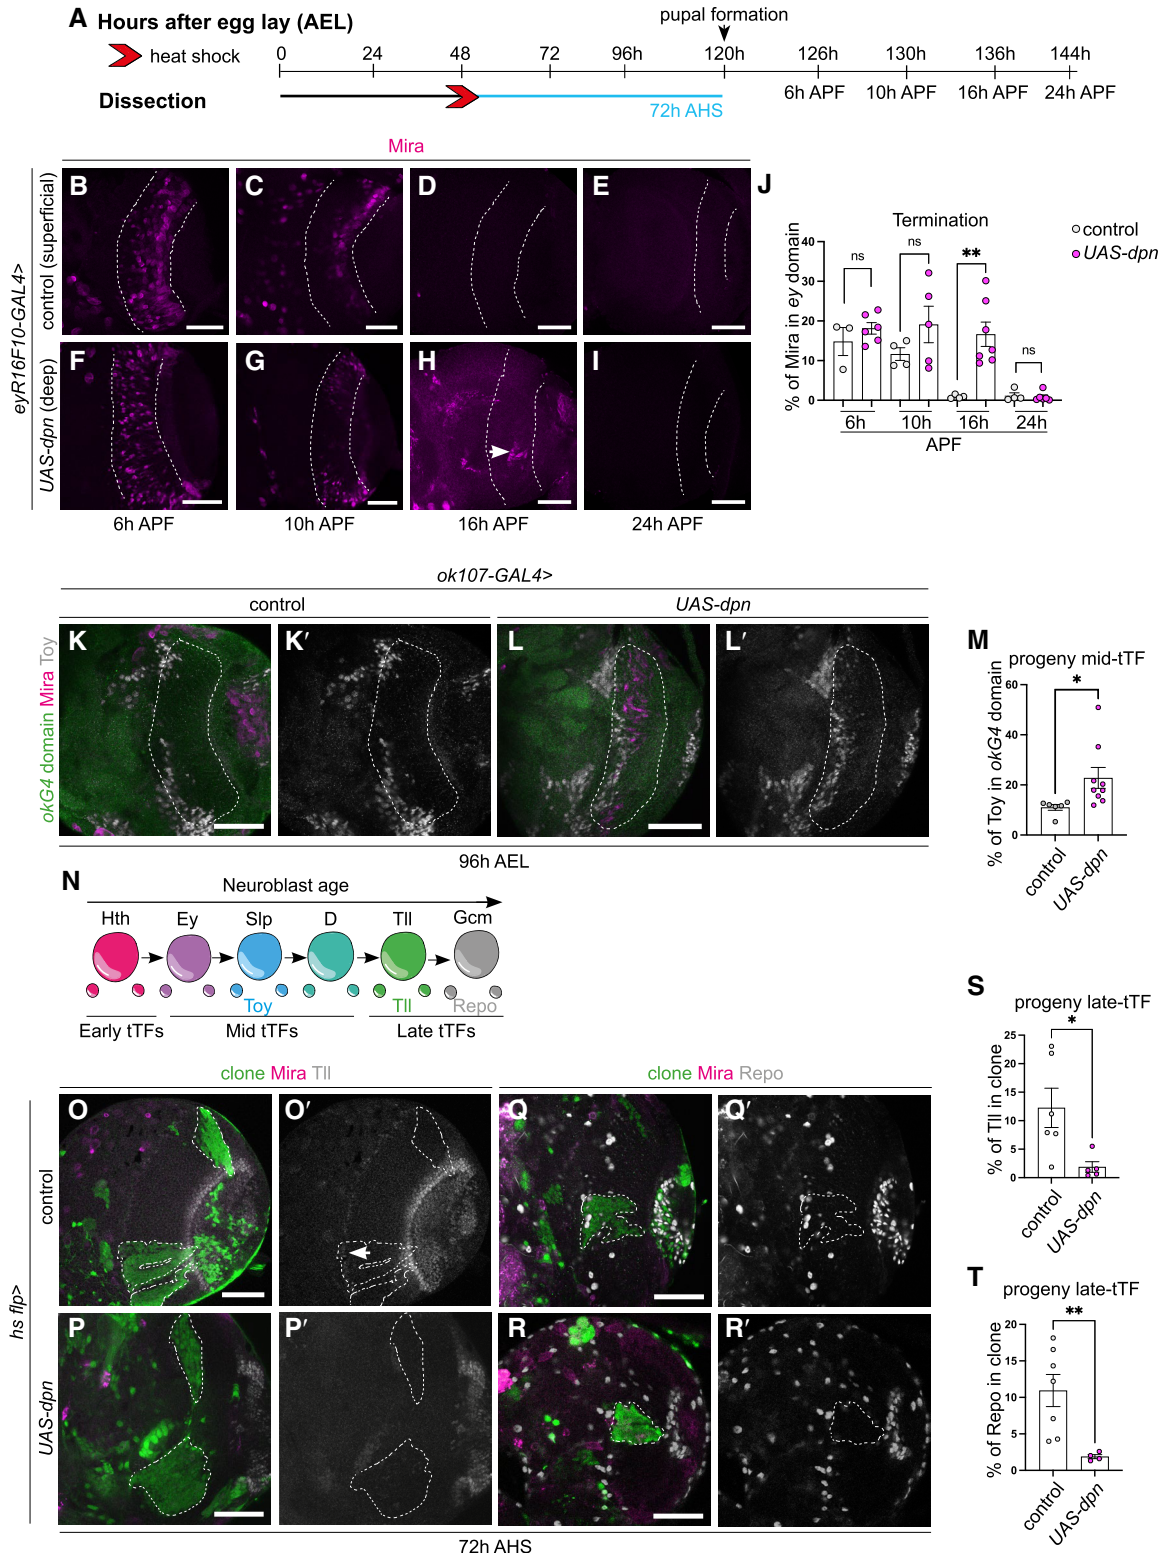 A Hours after egg lay (AEL)
heat shock
pupal formation
0 24 48 72 96h 120h 126h 130h 136h 144h
6h APF 10h APF 16h APF 24h APF
Dissection
72h AHS
Mira
eyR16F10-GAL4>
control (superficial)
B C D E
UAS-dpn (deep)
F G H I
6h APF 10h APF 16h APF 24h APF
J
Termination
control
UAS-dpn
% of Mira in ey domain
40
30
20
10
0
ns ns ** ns
6h 10h 16h 24h
APF
ok107-GAL4>
control UAS-dpn
okG4 domain Mira Toy
K K′ L L′
96h AEL
M
progeny mid-tTF
% of Toy in okG4 domain
60
40
20
0
*
control UAS-dpn
N
Neuroblast age
Hth Ey Slp D Tll Gcm
Toy Tll Repo
Early tTFs Mid tTFs Late tTFs
clone Mira Tll
clone Mira Repo
hs flp>
control
O O′ Q Q′
UAS-dpn
P P′ R R′
72h AHS
S
progeny late-tTF
% of Tll in clone
25
20
15
10
5
0
*
control UAS-dpn
T
progeny late-tTF
% of Repo in clone
20
15
10
5
0
**
control UAS-dpn